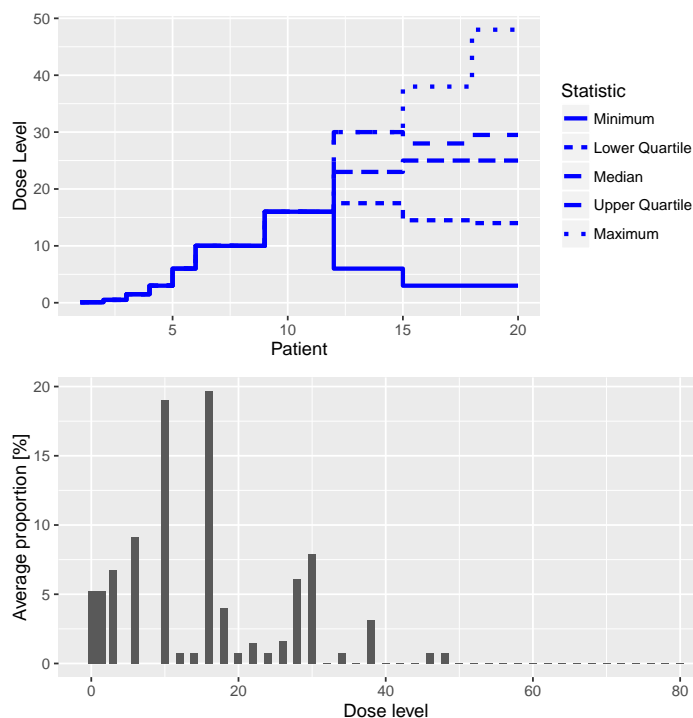 50
40
30
20
10
0
Dose Level
5
10
15
20
Patient
Statistic
Minimum
Lower Quartile
Median
Upper Quartile
Maximum
20
15
10
5
0
Average proportion [%]
0
20
40
60
80
Dose level